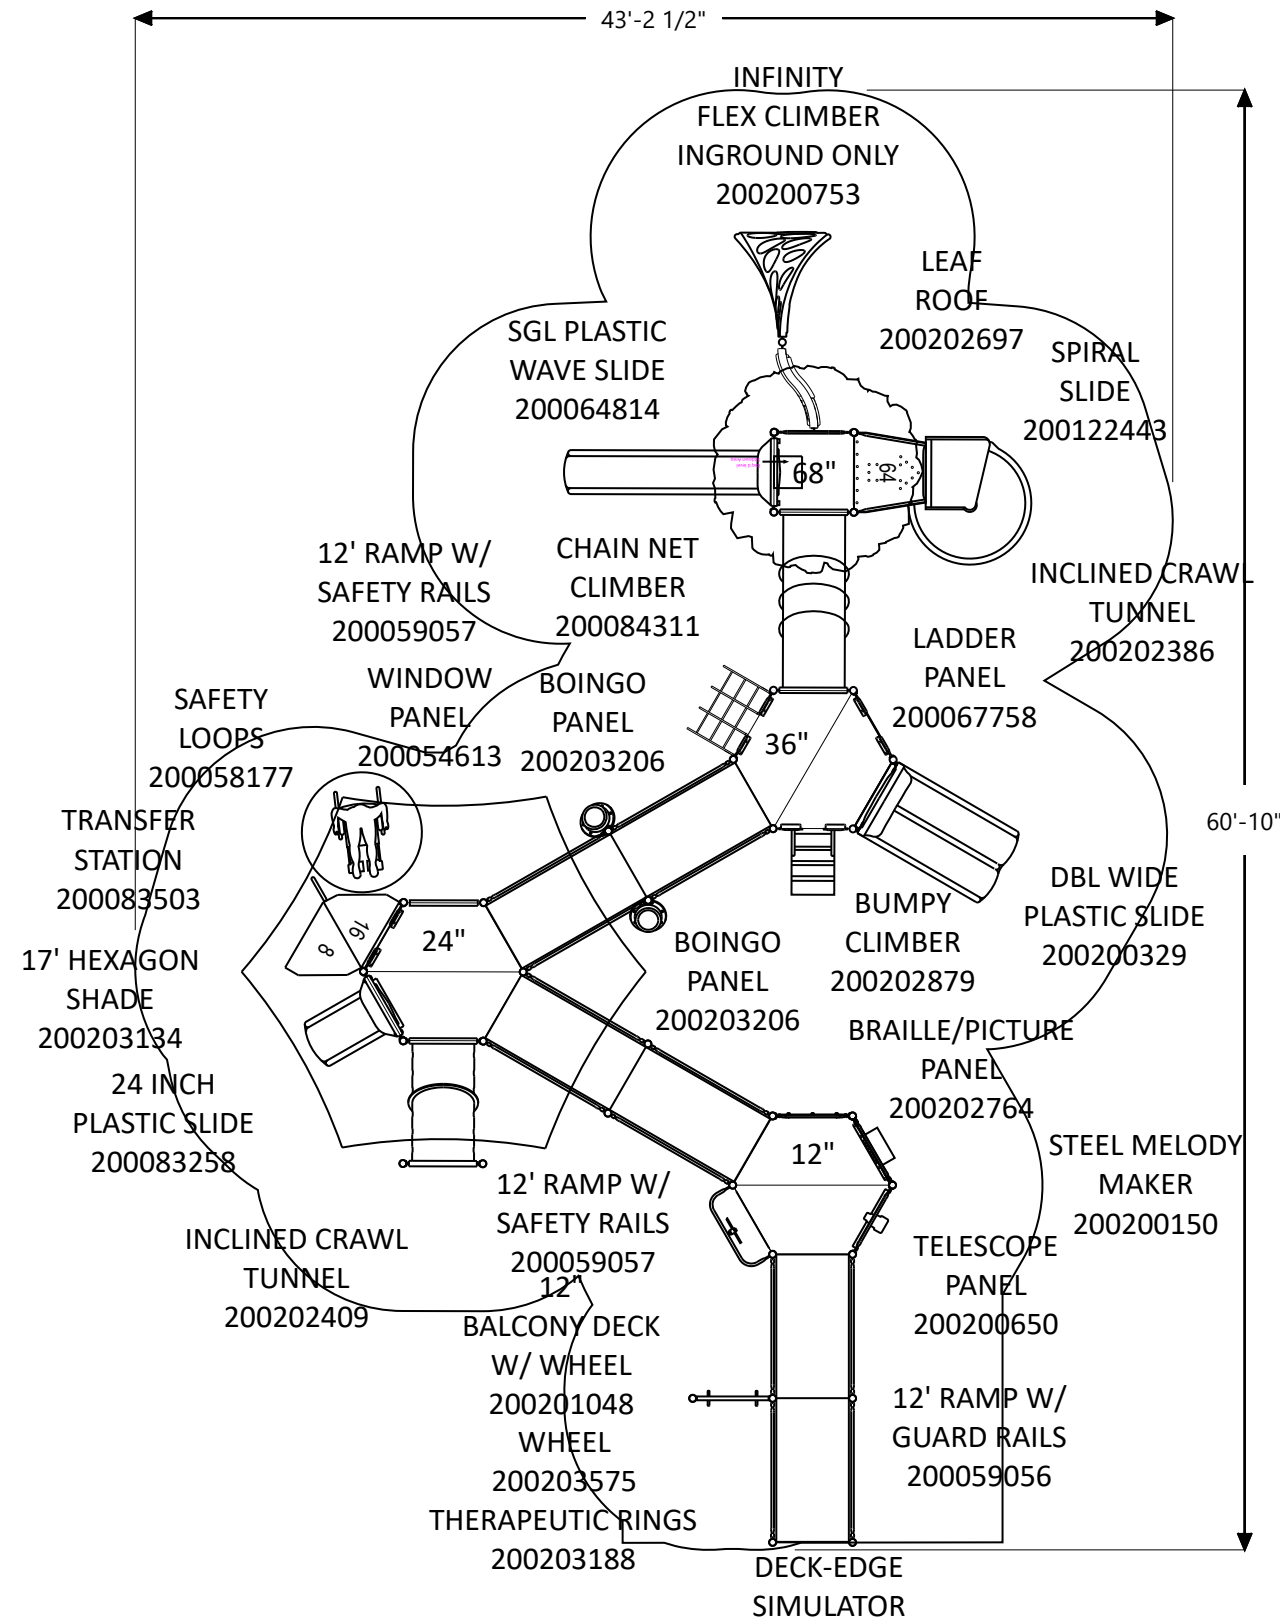 43'-2 1/2"
INFINITY
FLEX CLIMBER
INGROUND ONLY
200200753
LEAF
ROOF
200202697
SGL PLASTIC
WAVE SLIDE
200064814
SPIRAL
SLIDE
200122443
68"
64
12' RAMP W/
SAFETY RAILS
200059057
CHAIN NET
CLIMBER
200084311
INCLINED CRAWL
TUNNEL
200202386
LADDER
PANEL
200067758
WINDOW
PANEL
200054613
BOINGO
PANEL
200203206
SAFETY
LOOPS
200058177
36"
60'-10"
TRANSFER
STATION
200083503
16
8
24"
DBL WIDE
PLASTIC SLIDE
200200329
BUMPY
CLIMBER
200202879
BOINGO
PANEL
200203206
17' HEXAGON
SHADE
200203134
BRAILLE/PICTURE
PANEL
200202764
24 INCH
PLASTIC SLIDE
200083258
12"
STEEL MELODY
MAKER
200200150
12' RAMP W/
SAFETY RAILS
200059057
INCLINED CRAWL
TUNNEL
200202409
TELESCOPE
PANEL
200200650
12"
BALCONY DECK
W/ WHEEL
200201048
WHEEL
200203575
THERAPEUTIC RINGS
200203188
12' RAMP W/
GUARD RAILS
200059056
DECK-EDGE
SIMULATOR